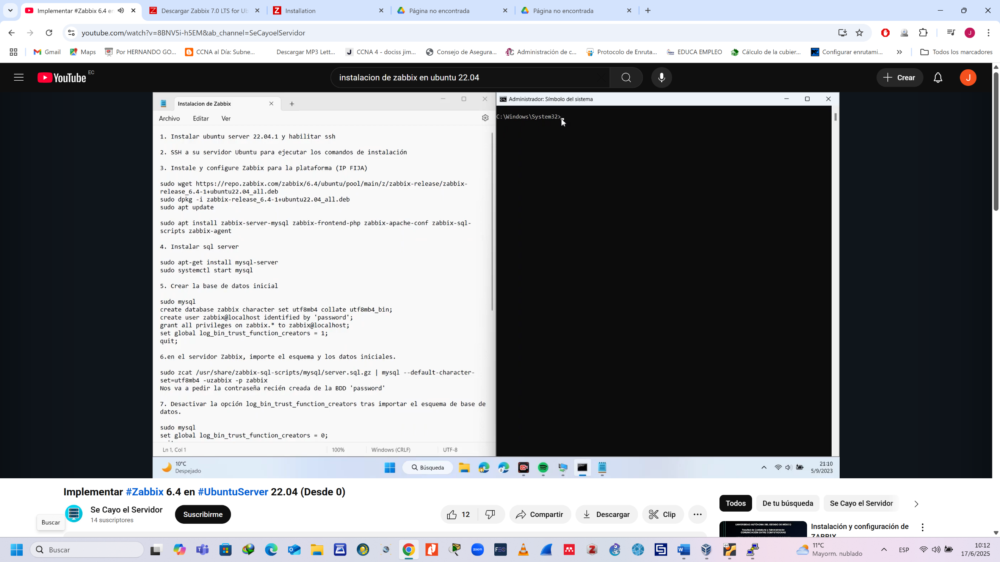 Implementar #Zabbix 6.4 en
Descargar Zabbix 7.0 LTS for Ub
Installation
Página no encontrada
Página no encontrada
youtube.com/watch?v=8BNV5i-h5EM&ab_channel=SeCayoelServidor
J
Gmail
Maps
Por HERNANDO GO...
CCNA al Día: Subne...
Descargar MP3 Lett...
CCNA 4 - dociss jim...
Consejo de Asegura...
Administración de c...
Protocolo de Enruta...
EDUCA EMPLEO
Cálculo de la cubier...
Configurar enrutami...
Todos los marcadores
YouTube EC
instalacion de zabbix en ubuntu 22.04
Crear
J
Instalacion de Zabbix
Archivo Editar Ver
1. Instalar ubuntu server 22.04.1 y habilitar ssh
2. SSH a su servidor Ubuntu para ejecutar los comandos de instalación
3. Instale y configure Zabbix para la plataforma (IP FIJA)
sudo wget https://repo.zabbix.com/zabbix/6.4/ubuntu/pool/main/z/zabbix-release/zabbix-
release_6.4-1+ubuntu22.04_all.deb
sudo dpkg -i zabbix-release_6.4-1+ubuntu22.04_all.deb
sudo apt update
sudo apt install zabbix-server-mysql zabbix-frontend-php zabbix-apache-conf zabbix-sql-
scripts zabbix-agent
4. Instalar sql server
sudo apt-get install mysql-server
sudo systemctl start mysql
5. Crear la base de datos inicial
sudo mysql
create database zabbix character set utf8mb4 collate utf8mb4_bin;
create user zabbix@localhost identified by 'password';
grant all privileges on zabbix.* to zabbix@localhost;
set global log_bin_trust_function_creators = 1;
quit;
6.en el servidor Zabbix, importe el esquema y los datos iniciales.
sudo zcat /usr/share/zabbix-sql-scripts/mysql/server.sql.gz | mysql --default-character-
set=utf8mb4 -uzabbix -p zabbix
Nos va a pedir la contraseña recién creada de la BDD 'password'
7. Desactivar la opción log_bin_trust_function_creators tras importar el esquema de base de
datos.
sudo mysql
set global log_bin_trust_function_creators = 0;
Ln 1, Col 1 100% Windows (CRLF) UTF-8
Administrador: Símbolo del sistema
C:\Windows\System32>
10°C
Despejado
Búsqueda
21:10
5/9/2023
Implementar #Zabbix 6.4 en #UbuntuServer 22.04 (Desde 0)
Se Cayo el Servidor
14 suscriptores
Suscribirme
12
Compartir
Descargar
Clip
Todos
De tu búsqueda
Se Cayo el Servidor
UNIVERSIDAD AUTÓNOMA DEL ESTADO DE MÉXICO
Facultad de Contaduría y Administración
COMUNICACIÓN ENTRE COMPUTADORAS
Instalación y configuración de
ZABBIX
Buscar
Buscar
zoom
11°C
Mayorm. nublado
ESP
10:12
17/6/2025